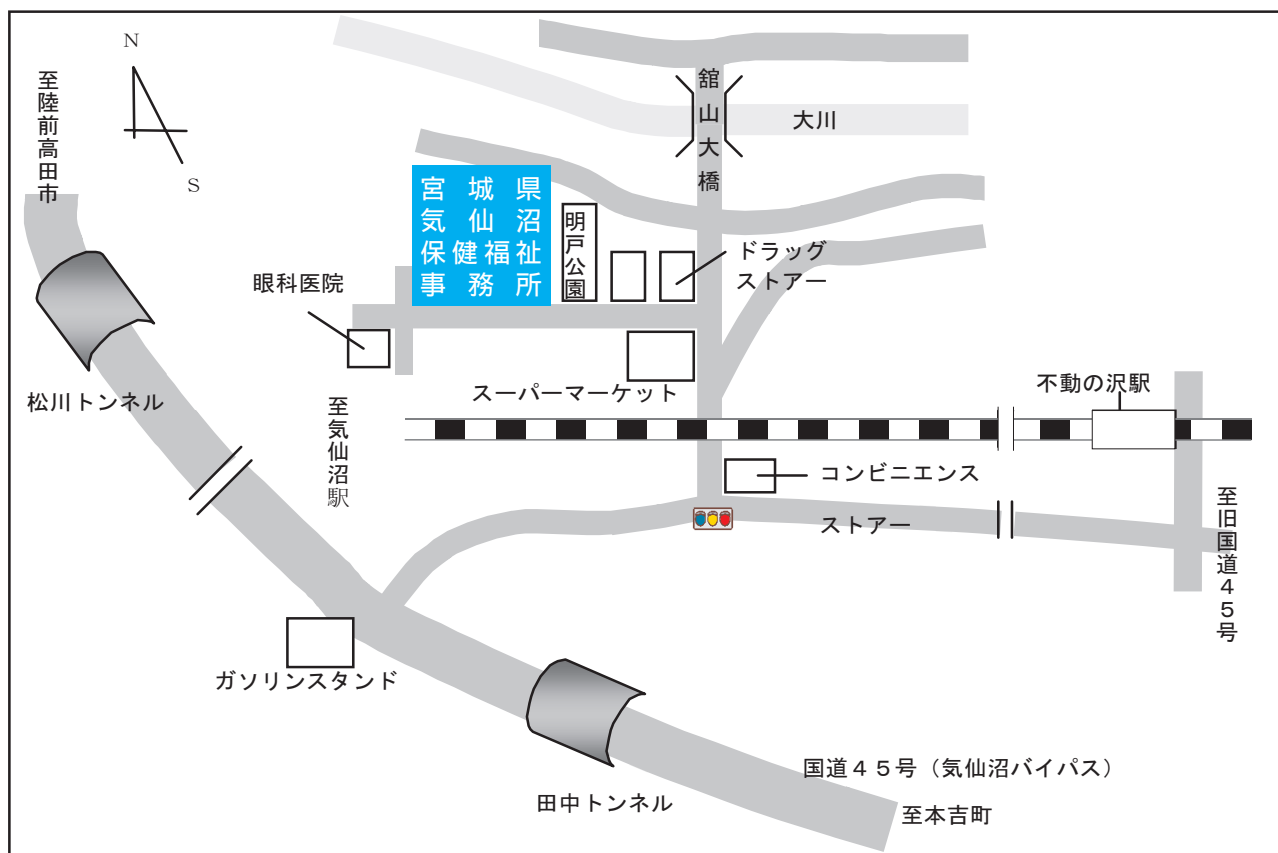 N
S
至陸前高田市
舘山大橋
大川
宮城県
気仙沼
保健福祉
事務所
明戸公園
ドラッグ
ストアー
眼科医院
スーパーマーケット
不動の沢駅
松川トンネル
至気仙沼駅
コンビニエンス
ストアー
至旧国道４５号
ガソリンスタンド
国道４５号（気仙沼バイパス）
田中トンネル
至本吉町